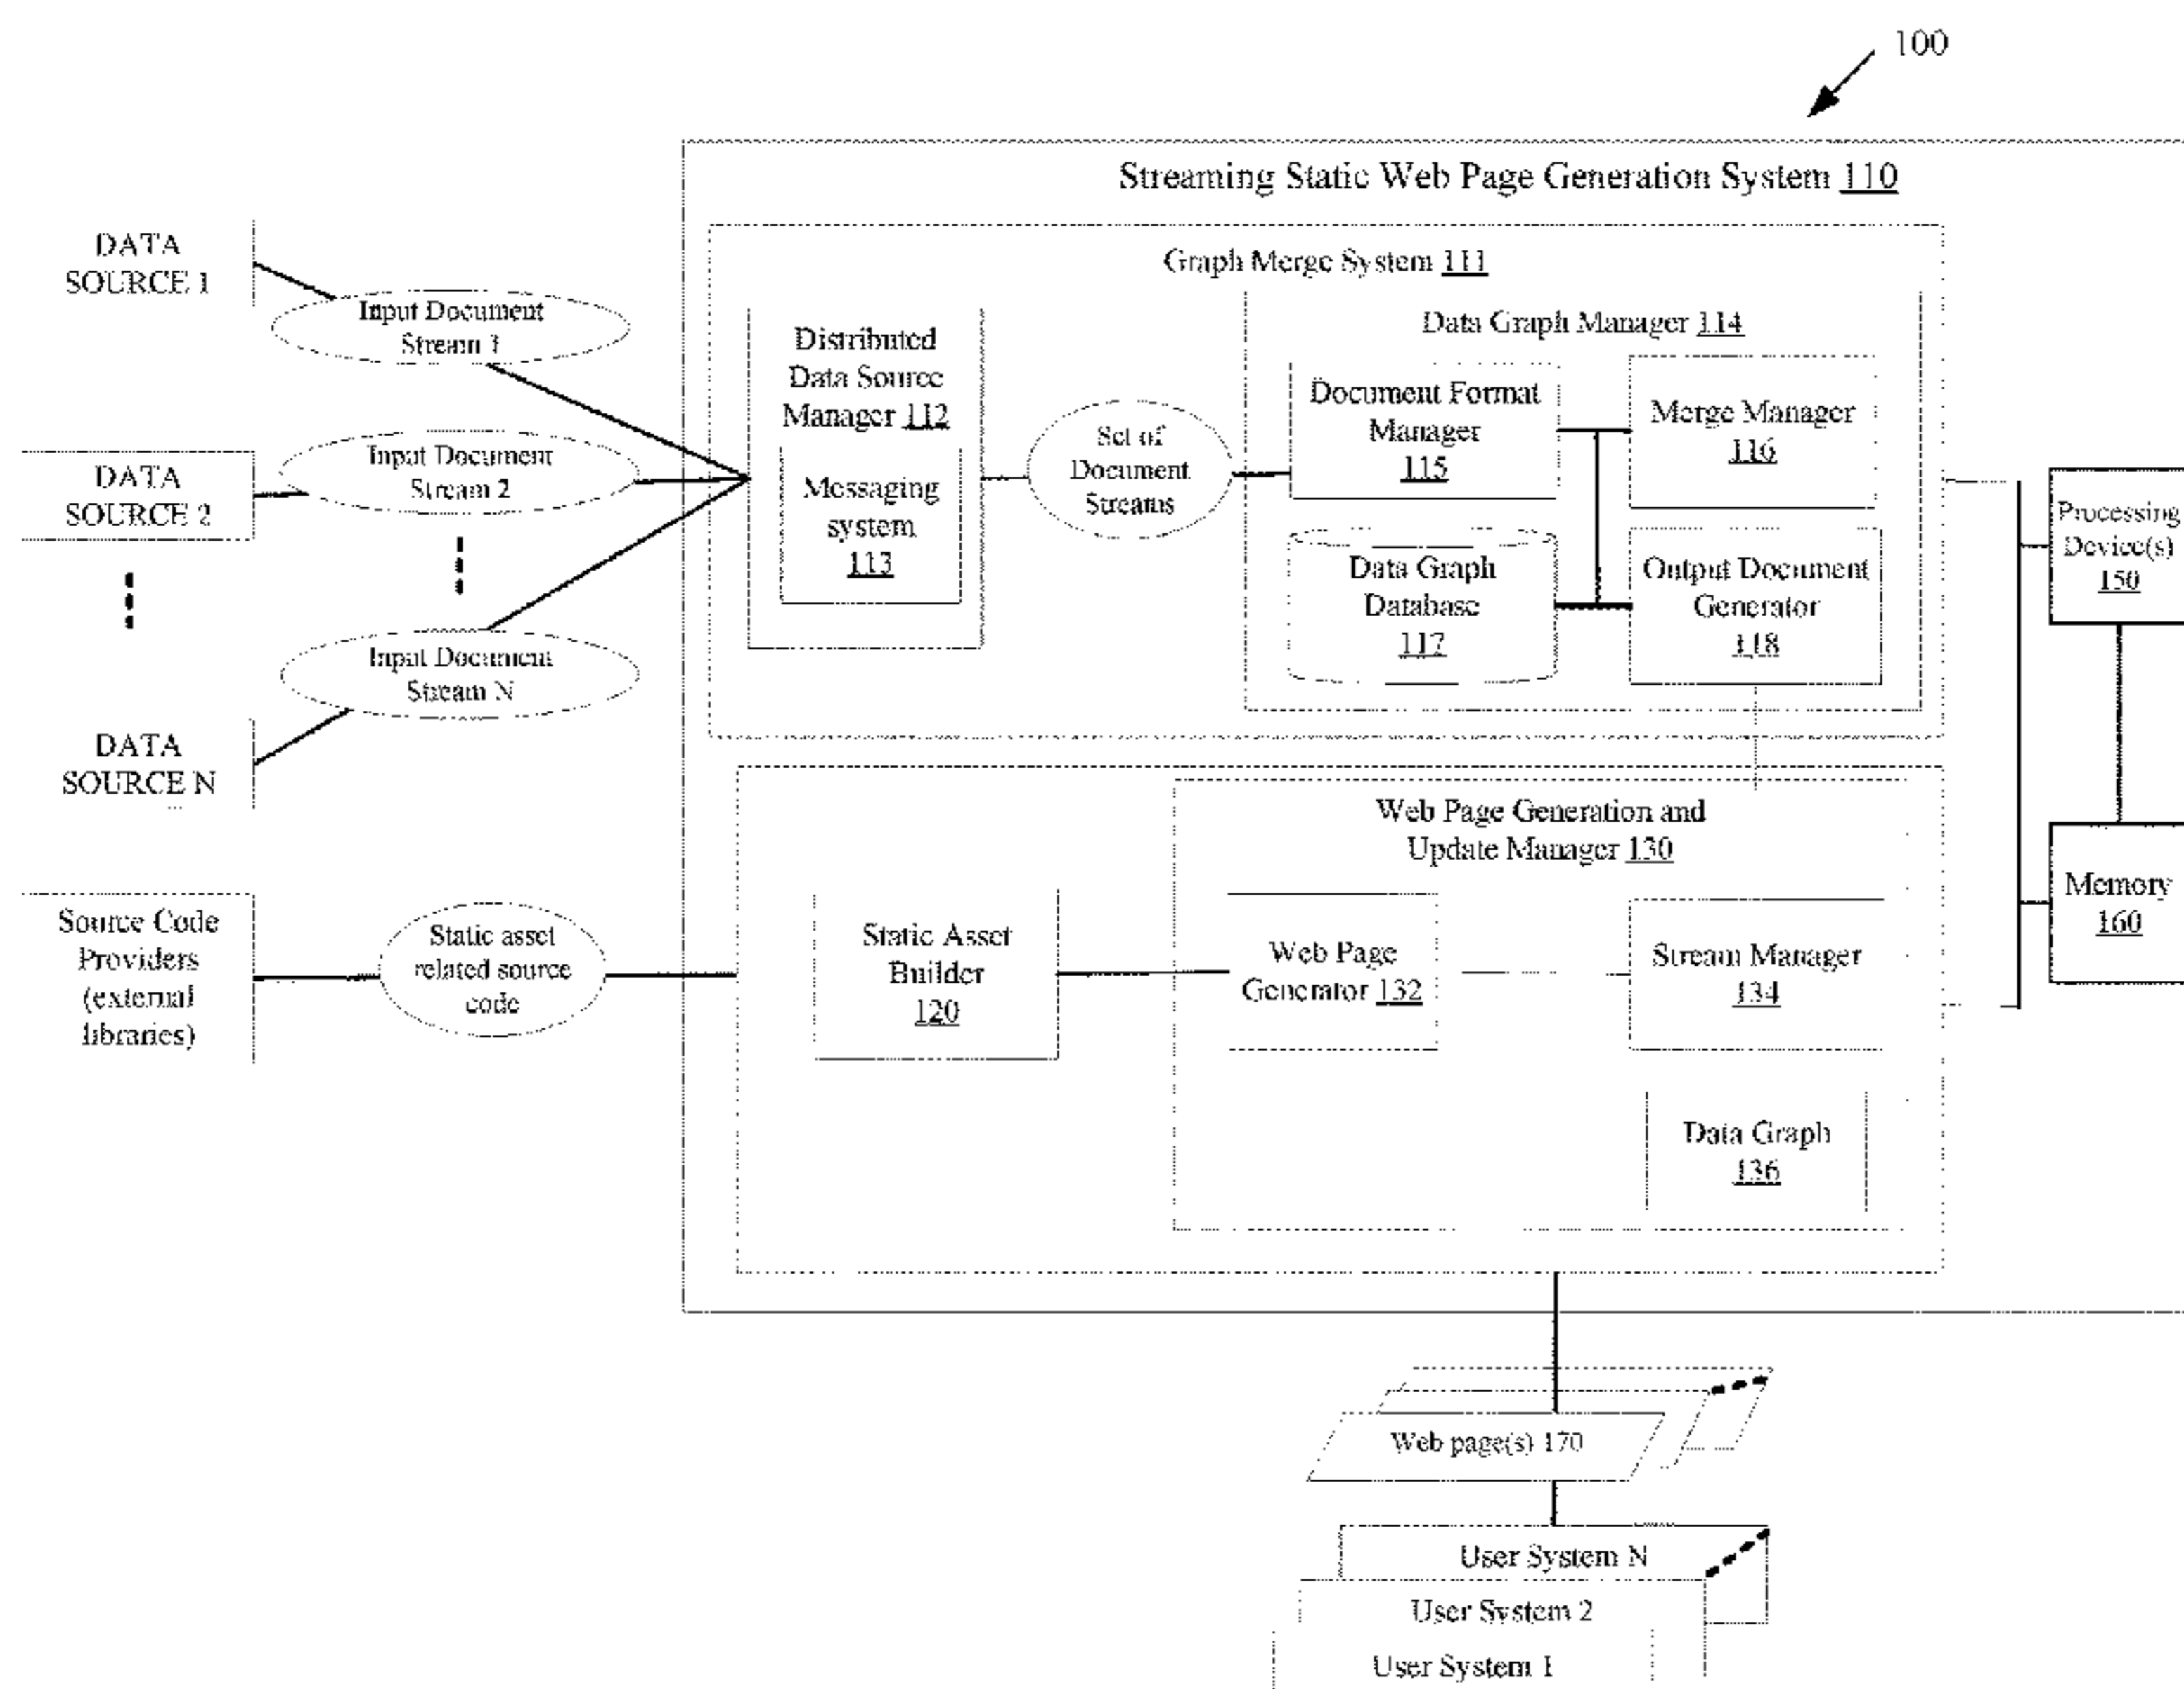 100
Streaming Static Web Page Generation System 110
DATA
SOURCE 1
Input Document
Stream 1
DATA
SOURCE 2
Input Document
Stream 2
Input Document
Stream N
DATA
SOURCE N
Graph Merge System 111
Distributed
Data Source
Manager 112
Messaging
system
113
Set of
Document
Streams
Data Graph Manager 114
Document Format
Manager
115
Merge Manager
116
Data Graph
Database
117
Output Document
Generator
118
Processing
Device(s)
150
Memory
160
Source Code
Providers
(external
libraries)
Static asset
related source
code
Static Asset
Builder
120
Web Page Generation and
Update Manager 130
Web Page
Generator 132
Stream Manager
134
Data Graph
136
Web page(s) 170
User System N
User System 2
User System 1